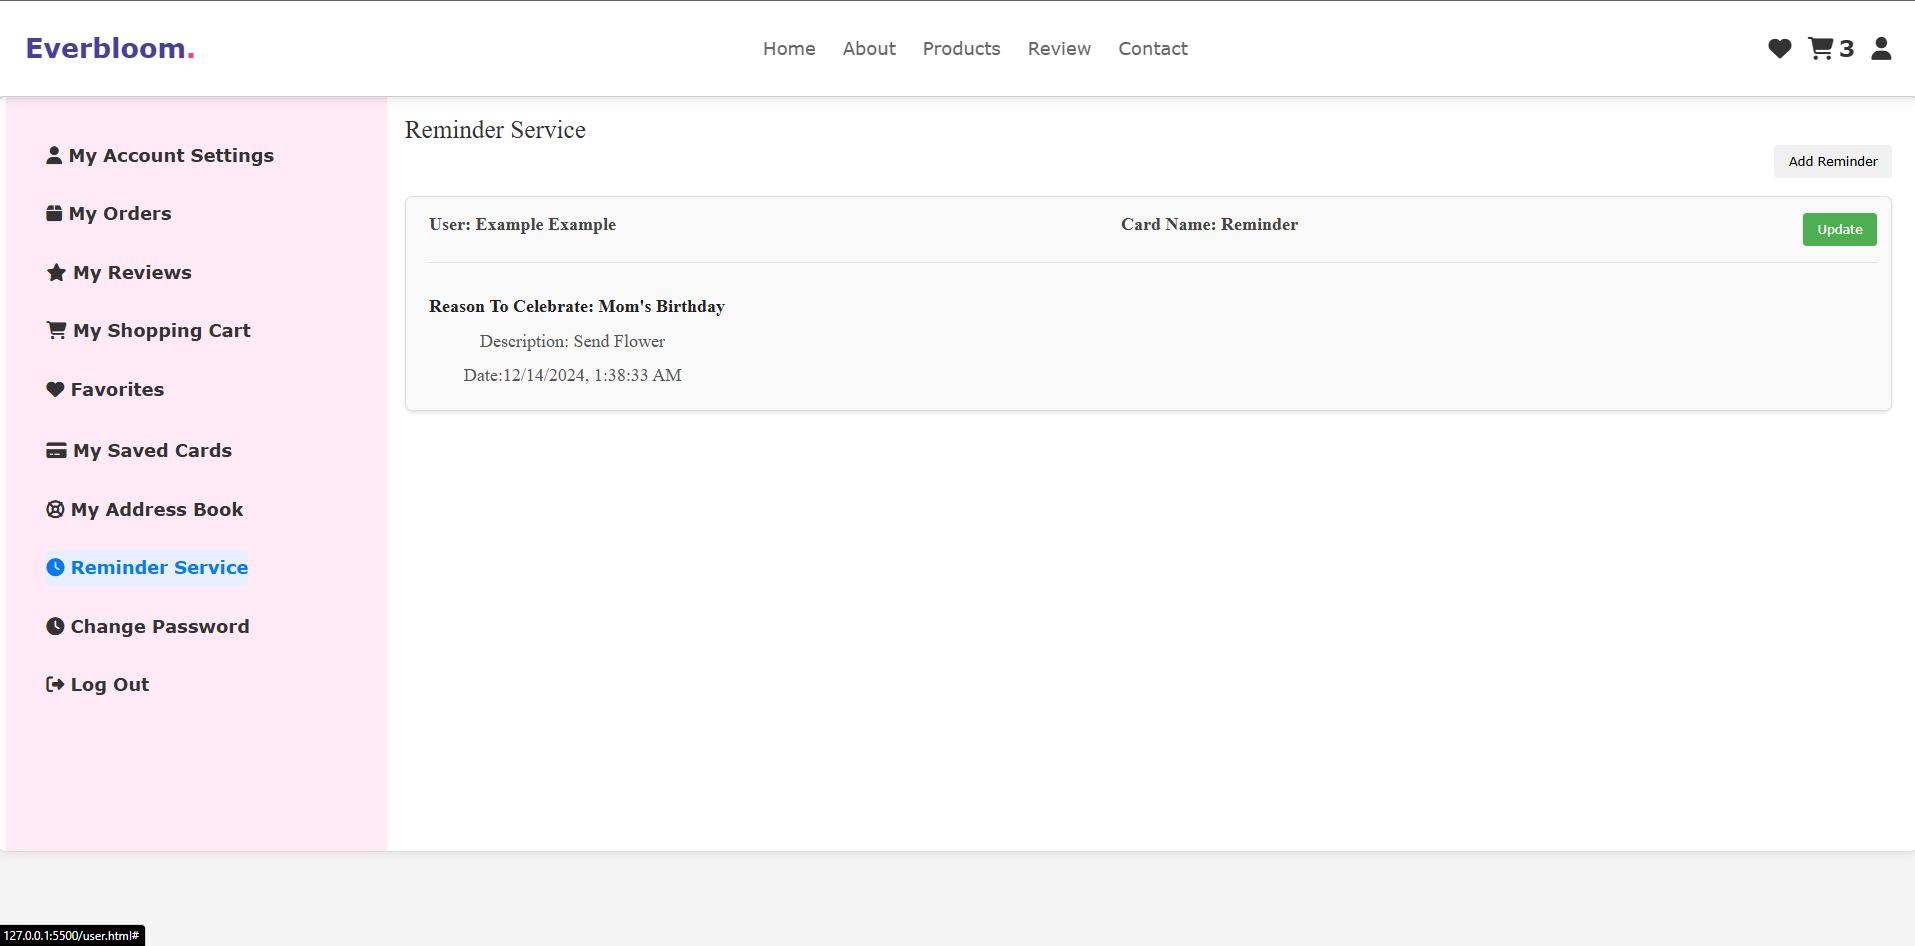 Everbloom.
Home About Products Review Contact
3
My Account Settings
My Orders
My Reviews
My Shopping Cart
Favorites
My Saved Cards
My Address Book
Reminder Service
Change Password
Log Out
Reminder Service
Add Reminder
User: Example Example Card Name: Reminder
Update
Reason To Celebrate: Mom's Birthday
Description: Send Flower
Date:12/14/2024, 1:38:33 AM
127.0.0.1:5500/user.html#